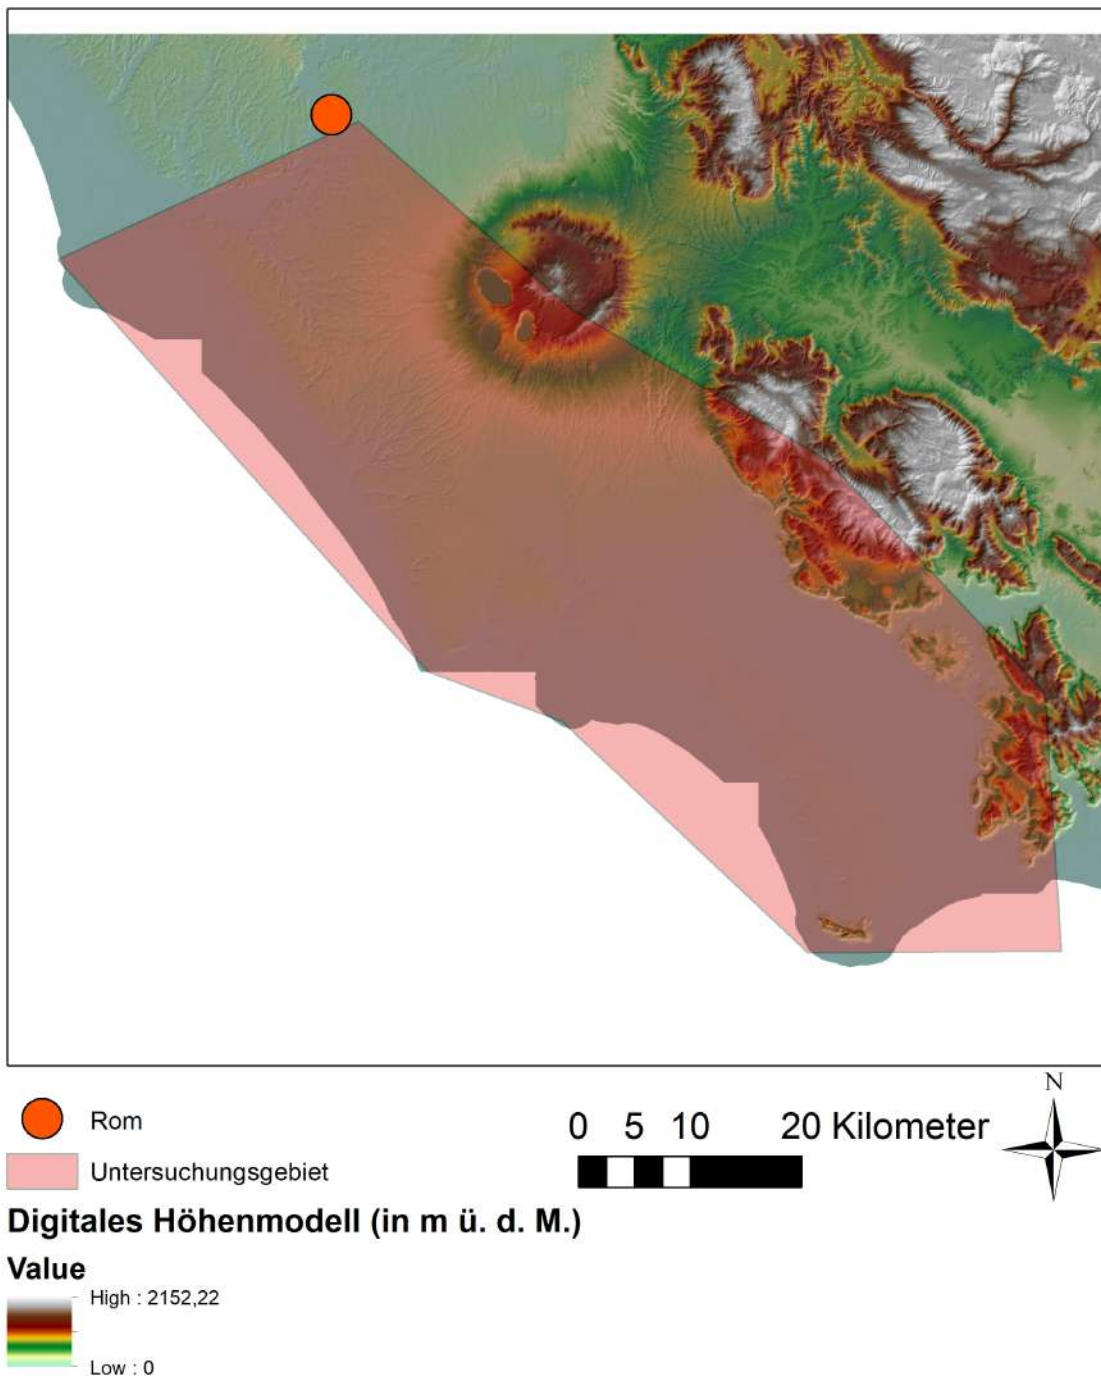 N
Rom
0 5 10 20 Kilometer
Untersuchungsgebiet
Digitales Höhenmodell (in m ü. d. M.)
Value
High : 2152,22
Low : 0